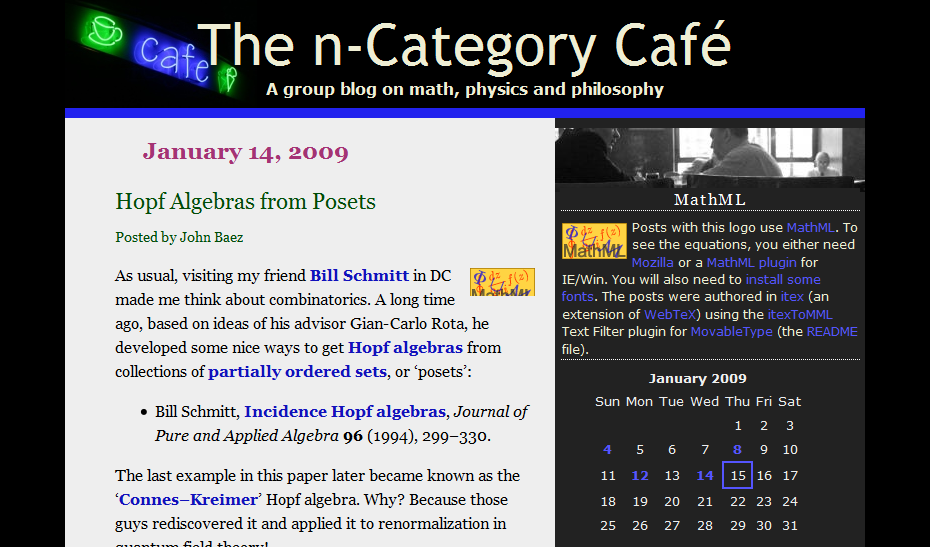 Cafe
The n-Category Café
A group blog on math, physics and philosophy
January 14, 2009
Hopf Algebras from Posets
Posted by John Baez
As usual, visiting my friend Bill Schmitt in DC
made me think about combinatorics. A long time
ago, based on ideas of his advisor Gian-Carlo Rota, he
developed some nice ways to get Hopf algebras from
collections of partially ordered sets, or ‘posets’:
• Bill Schmitt, Incidence Hopf algebras, Journal of
Pure and Applied Algebra 96 (1994), 299–330.
The last example in this paper later became known as the
‘Connes–Kreimer’ Hopf algebra. Why? Because those
guys rediscovered it and applied it to renormalization in
quantum field theory!
MathML
MathML
Posts with this logo use MathML. To
see the equations, you either need
Mozilla or a MathML plugin for
IE/Win. You will also need to install some
fonts. The posts were authored in itex (an
extension of WebTeX) using the itexToMML
Text Filter plugin for MovableType (the README
file).
MathML
January 2009
Sun Mon Tue Wed Thu Fri Sat
1 2 3
4 5 6 7 8 9 10
11 12 13 14 15 16 17
18 19 20 21 22 23 24
25 26 27 28 29 30 31